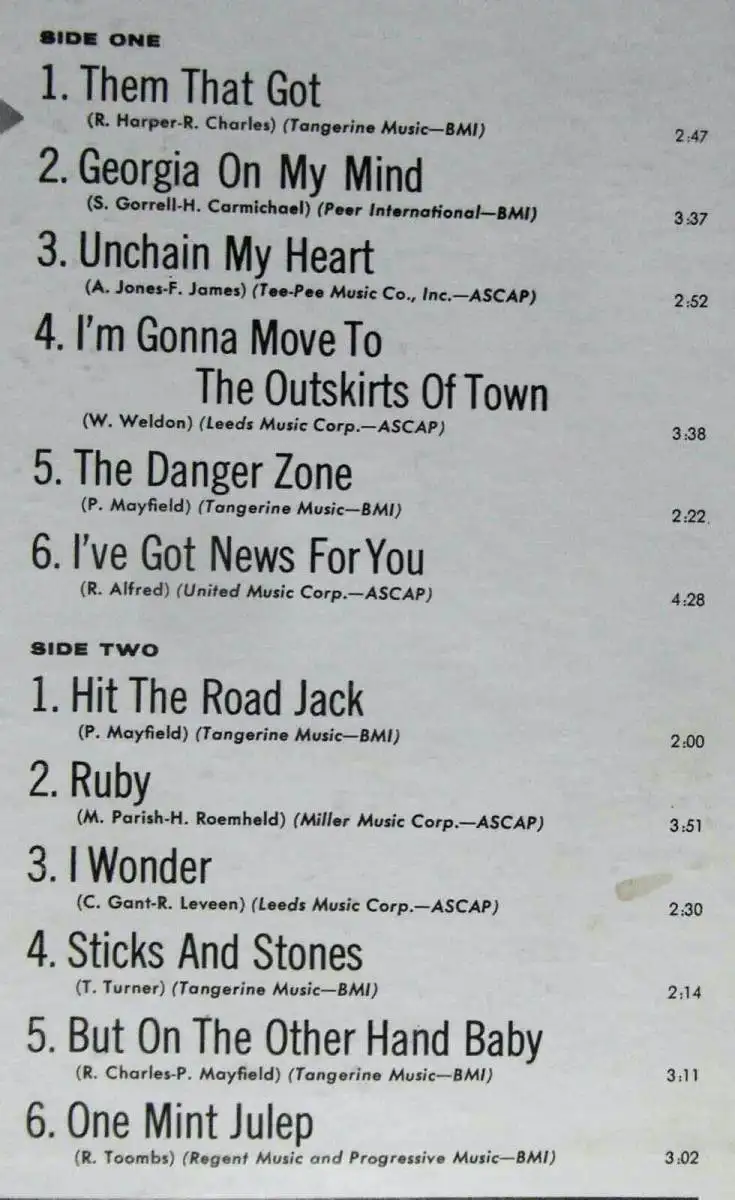 SIDE ONE
1. Them That Got
(R. Harper-R. Charles) (Tangerine Music—BMI) 2:47
2. Georgia On My Mind
(S. Gorrell-H. Carmichael) (Peer International—BMI) 3:37
3. Unchain My Heart
(A. Jones-F. James) (Tee-Pee Music Co., Inc.—ASCAP) 2:52
4. I'm Gonna Move To
The Outskirts Of Town
(W. Weldon) (Leeds Music Corp.—ASCAP) 3:38
5. The Danger Zone
(P. Mayfield) (Tangerine Music—BMI) 2:22
6. I've Got News For You
(R. Alfred) (United Music Corp.—ASCAP) 4:28
SIDE TWO
1. Hit The Road Jack
(P. Mayfield) (Tangerine Music—BMI) 2:00
2. Ruby
(M. Parish-H. Roemheld) (Miller Music Corp.—ASCAP) 3:51
3. I Wonder
(C. Gant-R. Leveen) (Leeds Music Corp.—ASCAP) 2:30
4. Sticks And Stones
(T. Turner) (Tangerine Music—BMI) 2:14
5. But On The Other Hand Baby
(R. Charles-P. Mayfield) (Tangerine Music—BMI) 3:11
6. One Mint Julep
(R. Toombs) (Regent Music and Progressive Music—BMI) 3:02